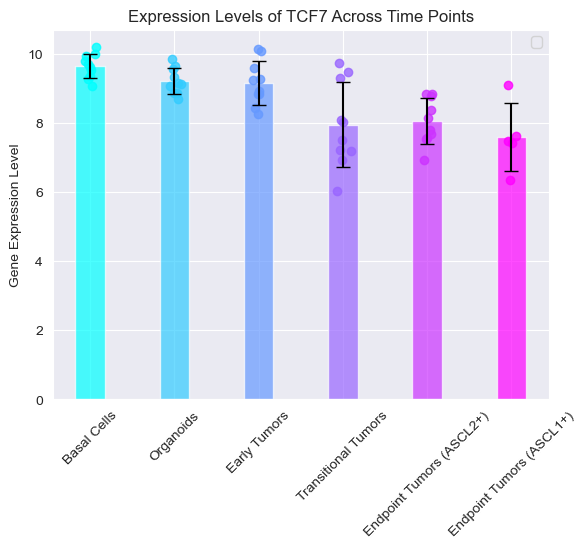 Expression Levels of TCF7 Across Time Points
Gene Expression Level
10
8
6
4
2
0
Basal Cells
Organoids
Early Tumors
Transitional Tumors
Endpoint Tumors (ASCL2+)
Endpoint Tumors (ASCL1+)